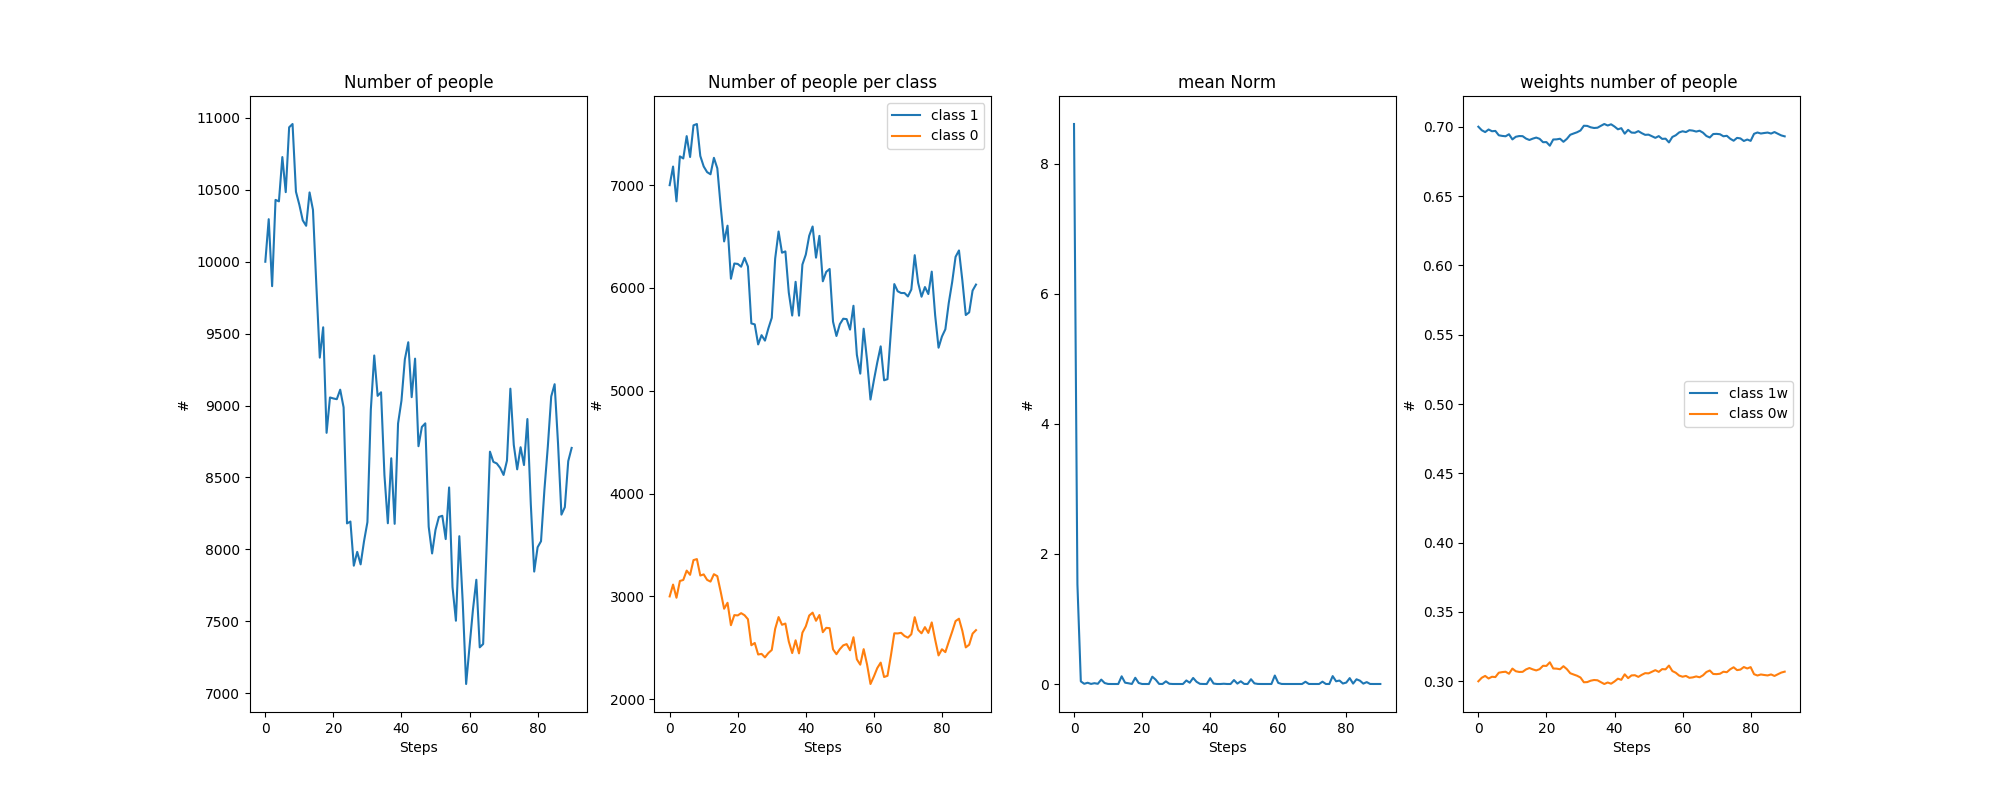 Number of people
11000
10500
10000
9500
9000
8500
8000
7500
7000
#
0 20 40 60 80
Steps
Number of people per class
class 1
class 0
7000
6000
5000
4000
3000
2000
#
0 20 40 60 80
Steps
mean Norm
8
6
4
2
0
#
0 20 40 60 80
Steps
weights number of people
0.70
0.65
0.60
0.55
0.50
0.45
0.40
0.35
0.30
#
class 1w
class 0w
0 20 40 60 80
Steps